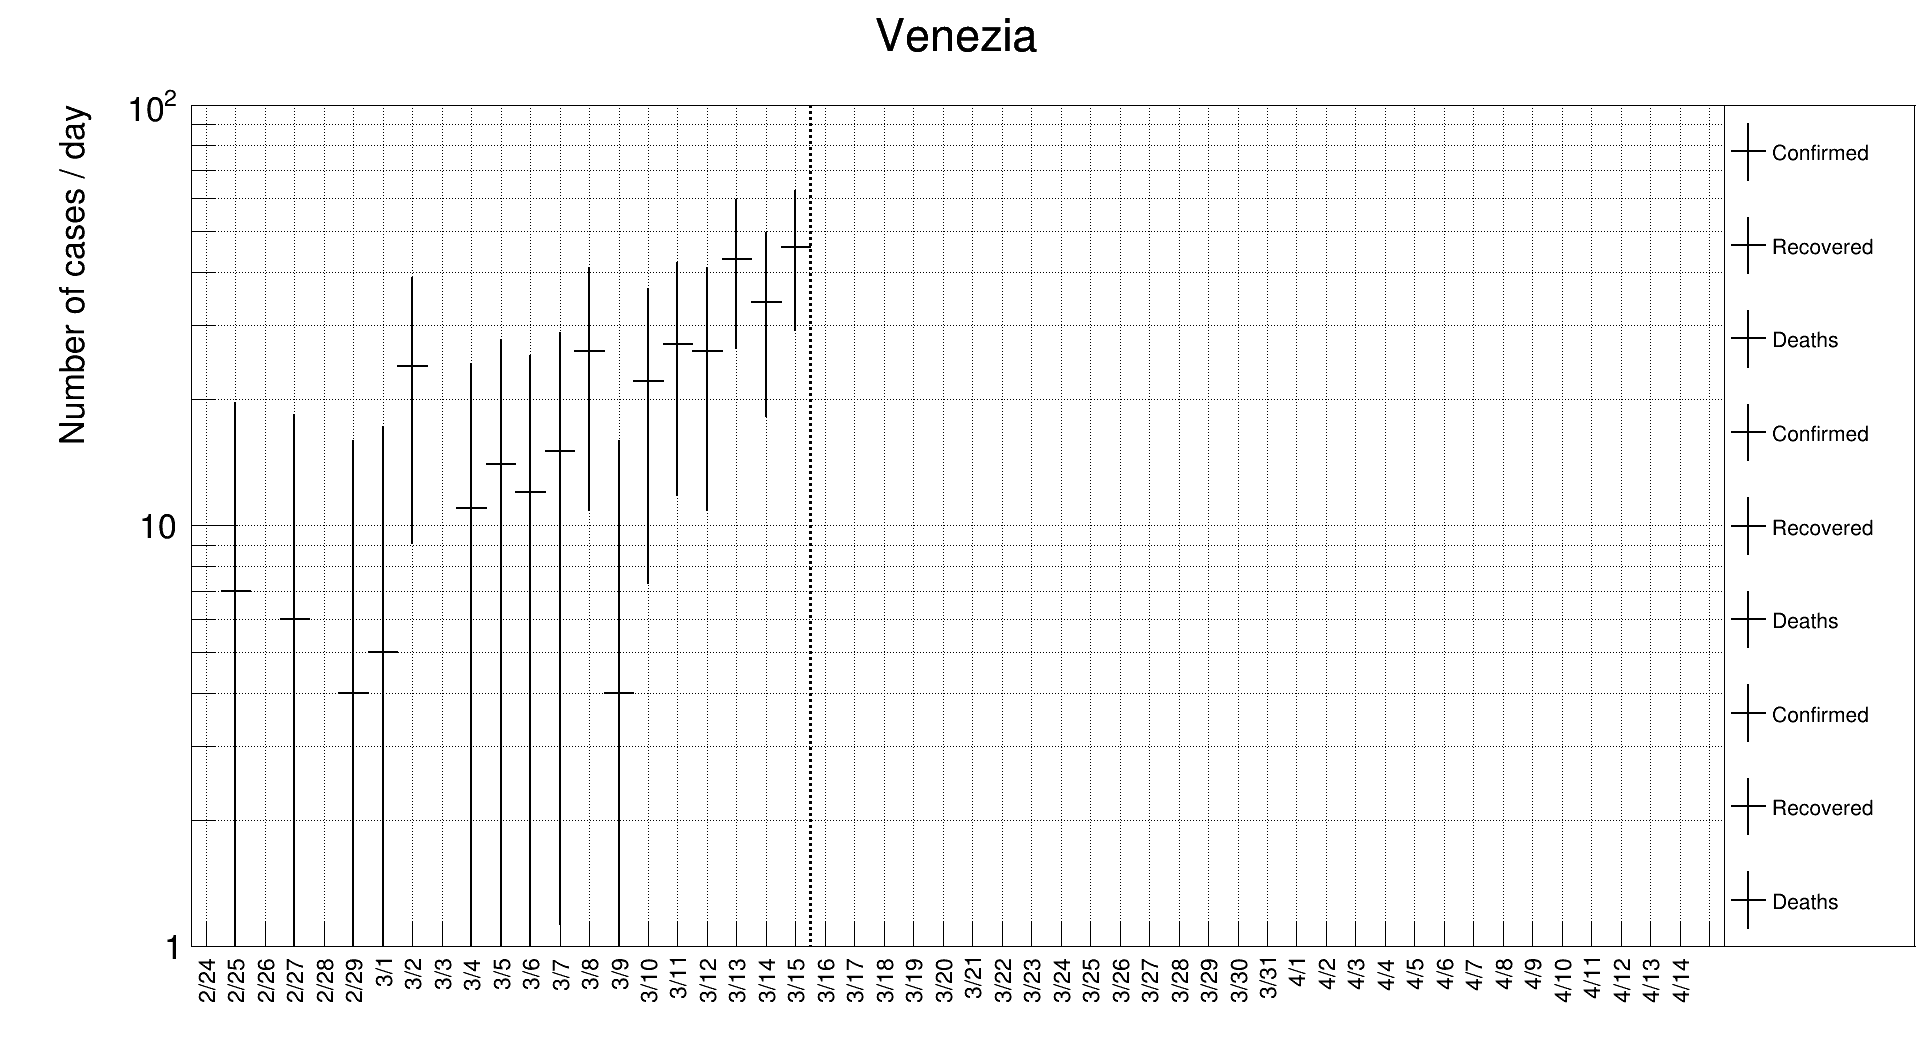 Venezia
Number of cases / day
10²
10
1
2/24 2/25 2/26 2/27 2/28 2/29 3/1 3/2 3/3 3/4 3/5 3/6 3/7 3/8 3/9 3/10 3/11 3/12 3/13 3/14 3/15 3/16 3/17 3/18 3/19 3/20 3/21 3/22 3/23 3/24 3/25 3/26 3/27 3/28 3/29 3/30 3/31 4/1 4/2 4/3 4/4 4/5 4/6 4/7 4/8 4/9 4/10 4/11 4/12 4/13 4/14
Confirmed
Recovered
Deaths
Confirmed
Recovered
Deaths
Confirmed
Recovered
Deaths